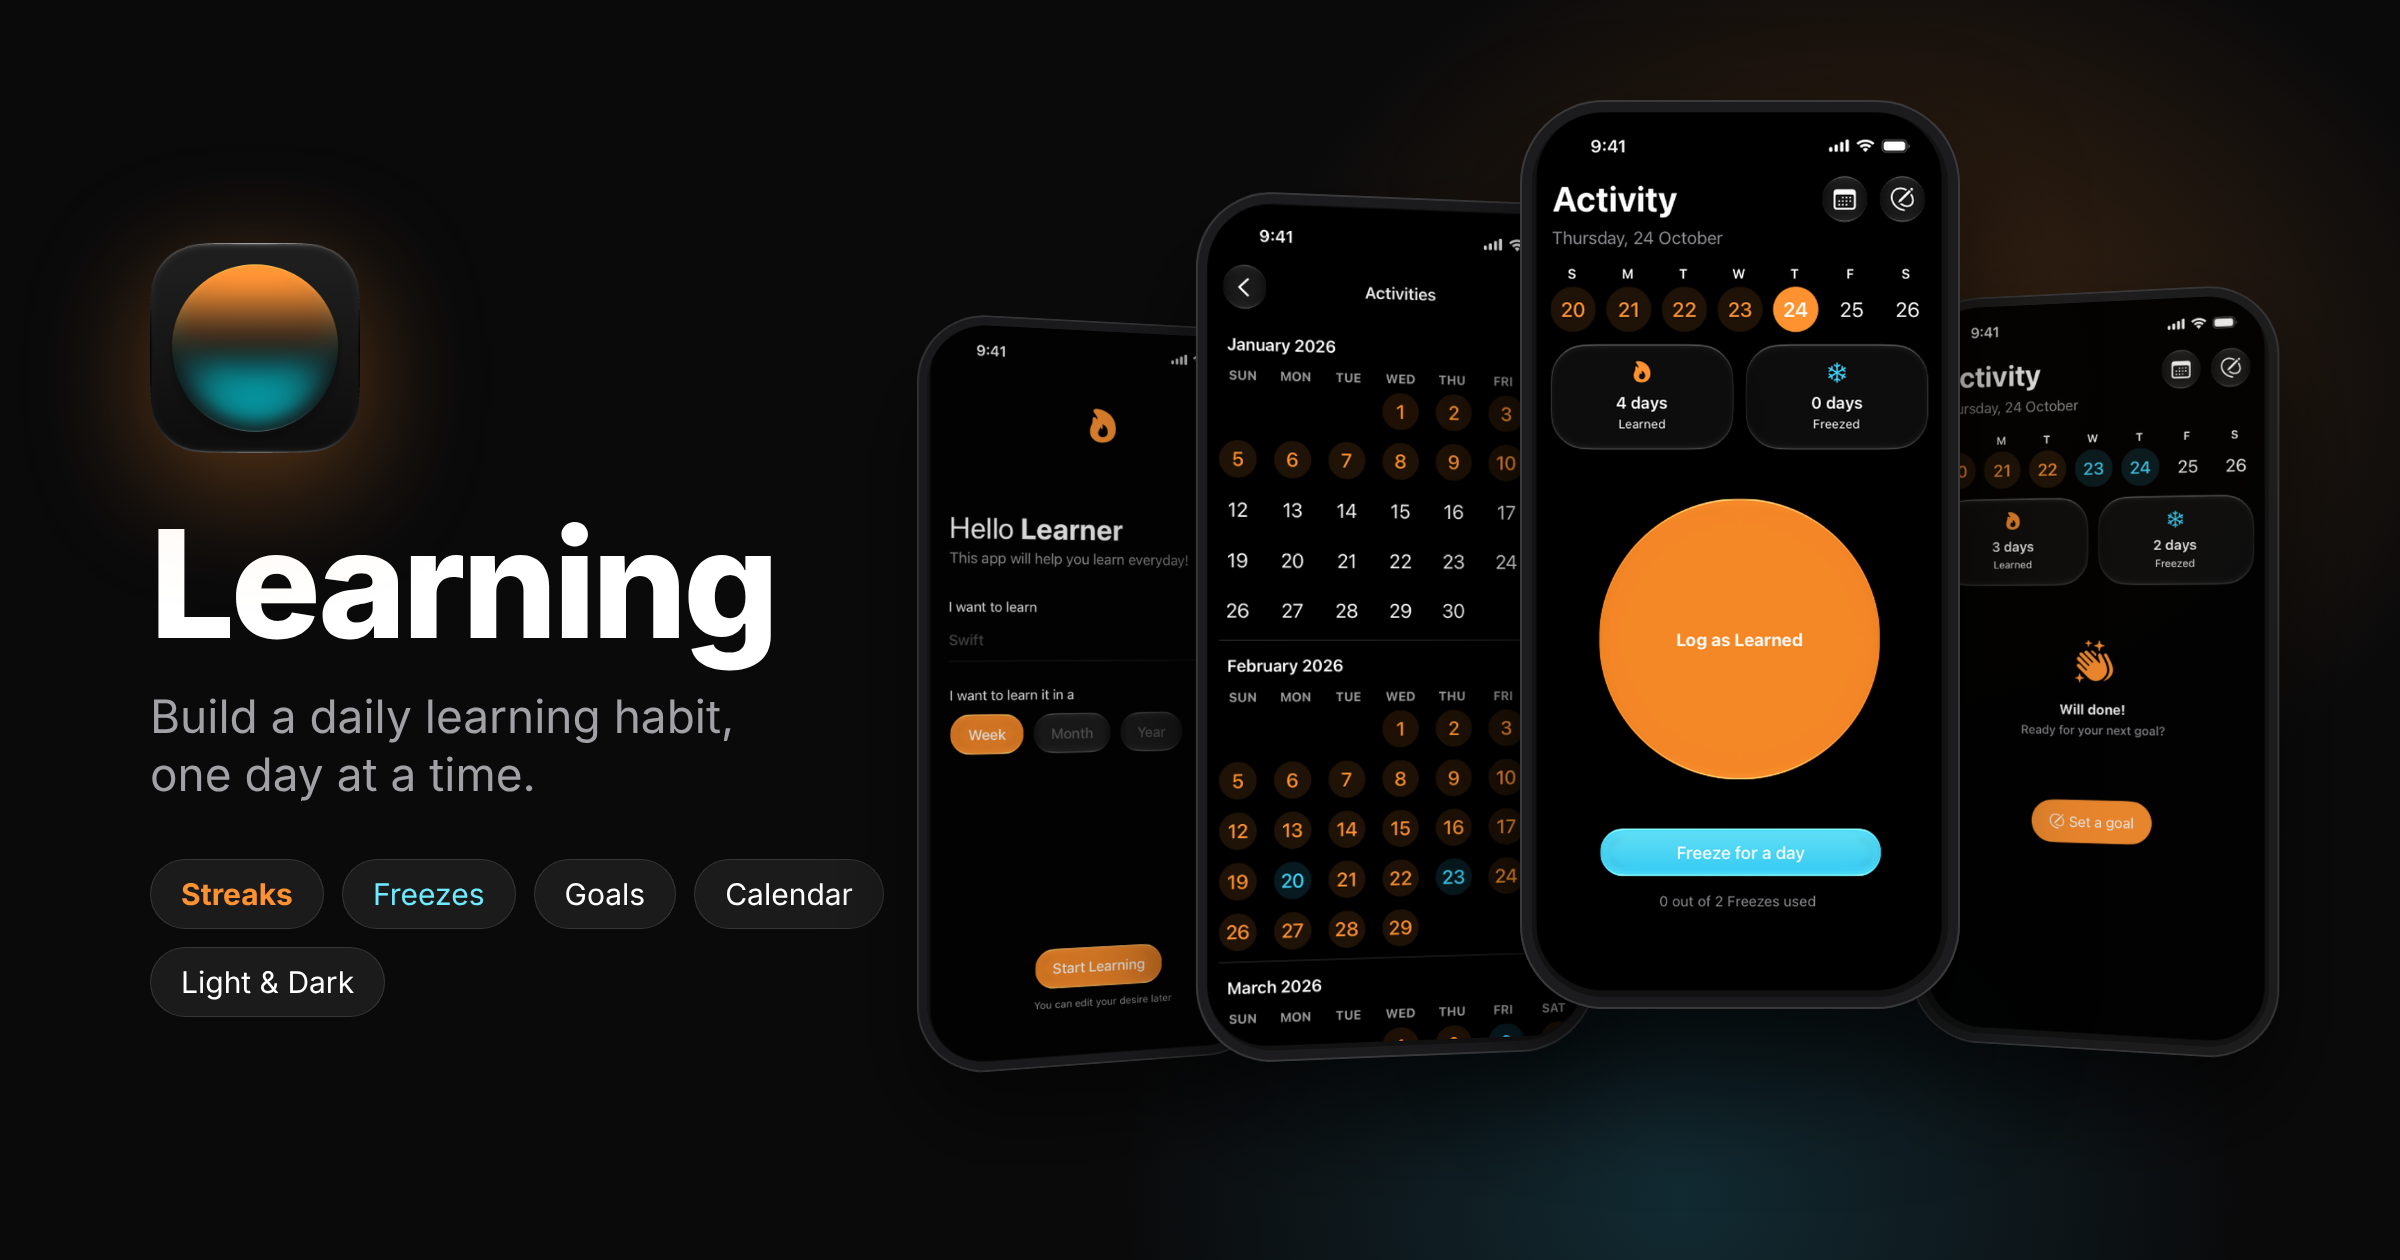 Learning
Build a daily learning habit,
one day at a time.
Streaks Freezes Goals Calendar
Light & Dark
9:41
Hello Learner
This app will help you learn everyday!
I want to learn
Swift
I want to learn it in a
Week Month Year
Start Learning
You can edit your desire later
9:41
Activities
January 2026
SUN MON TUE WED THU FRI
1 2 3
5 6 7 8 9 10
12 13 14 15 16 17
19 20 21 22 23 24
26 27 28 29 30
February 2026
SUN MON TUE WED THU FRI
1 2 3
5 6 7 8 9 10
12 13 14 15 16 17
19 20 21 22 23 24
26 27 28 29
March 2026
SUN MON TUE WED THU FRI SAT
9:41
Activity
Thursday, 24 October
S M T W T F S
20 21 22 23 24 25 26
4 days
Learned
0 days
Freezed
Log as Learned
Freeze for a day
0 out of 2 Freezes used
9:41
ctivity
ursday, 24 October
M T W T F S
0 21 22 23 24 25 26
3 days
Learned
2 days
Freezed
Will done!
Ready for your next goal?
Set a goal